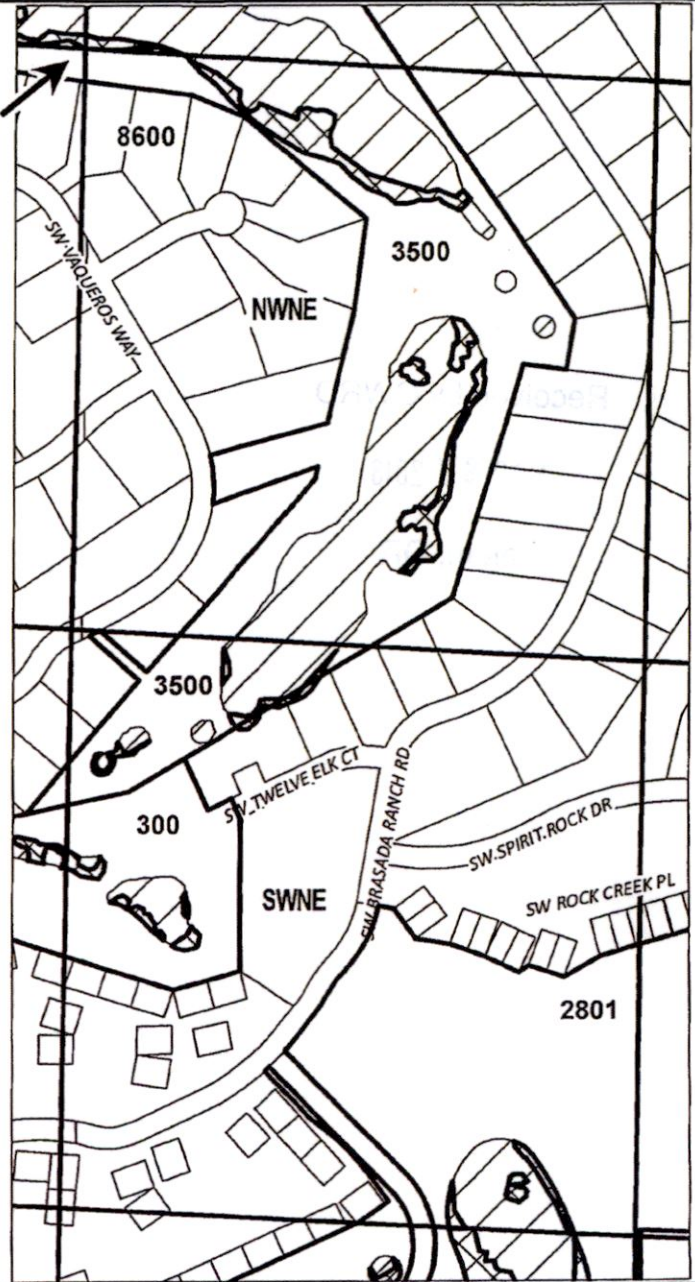 8600
SW VAQUEROS WAY
3500
NWNE
3500
SW TWELVE ELK CT
300
SW BRASADA RANCH RD
SW SPIRIT ROCK DR
SWNE
SW ROCK CREEK PL
2801